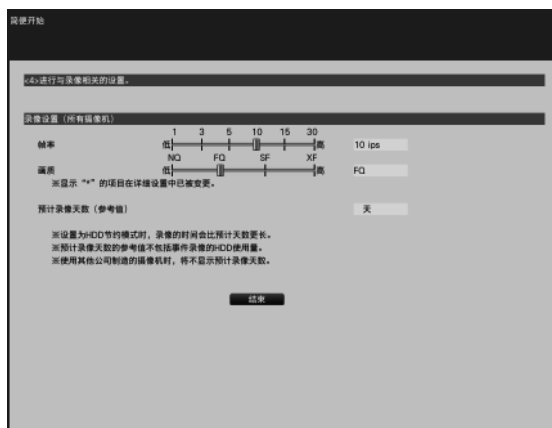 简便开始
<4>进行与录像相关的设置。
录像设置（所有摄像机）
1 3 5 10 15 30
帧率 低 高 10 ips
NQ FQ SF XF
画质 低 高 FQ
※显示“*”的项目在详细设置中已被变更。
预计录像天数（参考值） 天
※设置为HDD节约模式时，录像的时间会比预计天数更长。
※预计录像天数的参考值不包括事件录像的HDD使用量。
※使用其他公司制造的摄像机时，将不显示预计录像天数。
结束